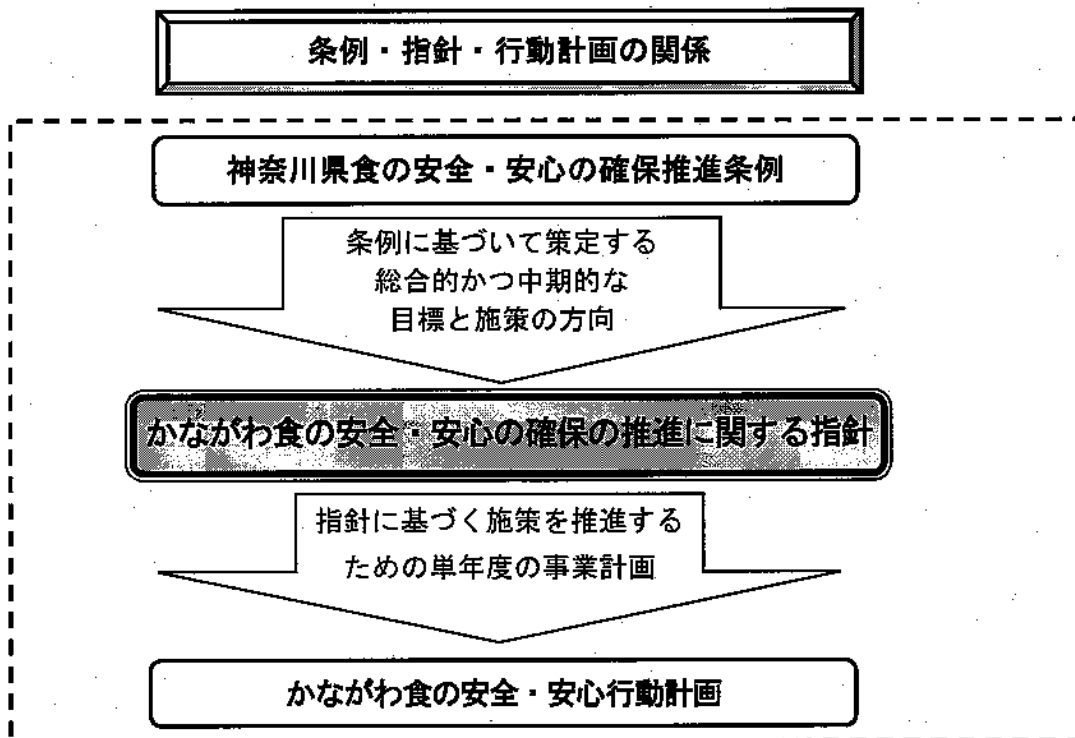 条例・指針・行動計画の関係
神奈川県食の安全・安心の確保推進条例
条例に基づいて策定する
総合的かつ中期的な
目標と施策の方向
かながわ食の安全・安心の確保の推進に関する指針
指針に基づく施策を推進する
ための単年度の事業計画
かながわ食の安全・安心行動計画